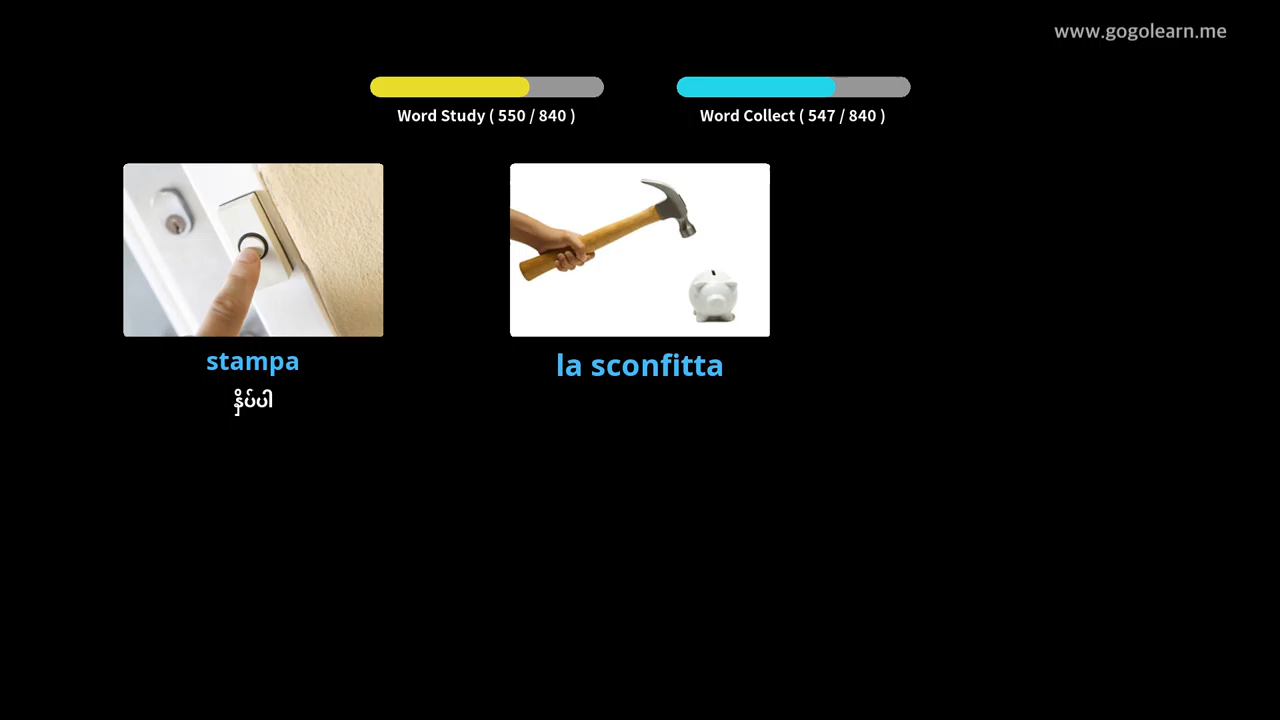 www.gogolearn.me
Word Study ( 550 / 840 )
Word Collect ( 547 / 840 )
stampa
နှိပ်ပါ
la sconfitta